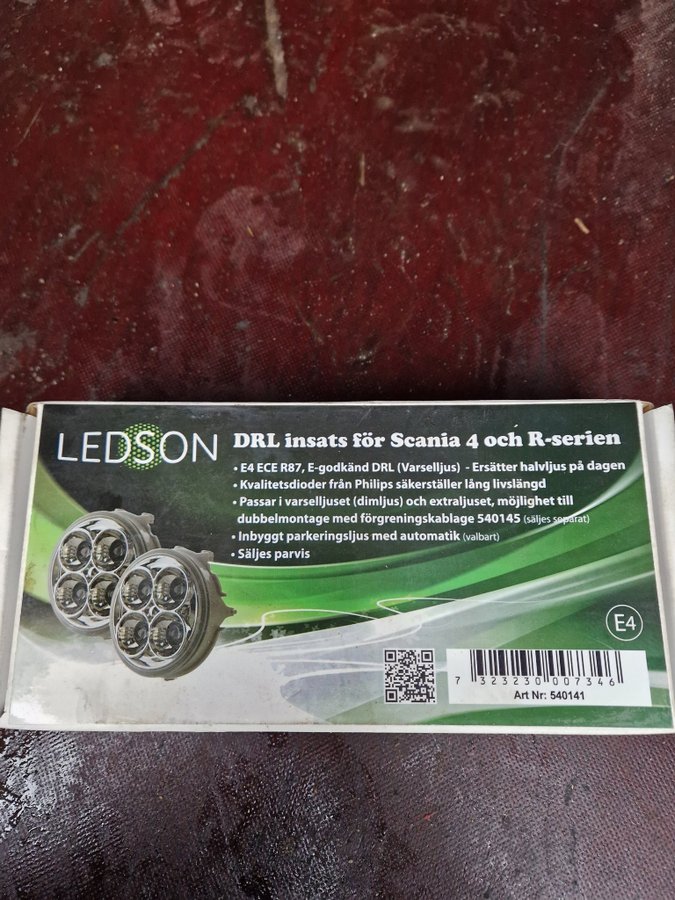 LEDSON
DRL insats för Scania 4 och R-serien
• E4 ECE R87, E-godkänd DRL (Varselljus) - Ersätter halvljus på dagen
• Kvalitetsdioder från Philips säkerställer lång livslängd
• Passar i varselljuset (dimljus) och extraljuset, möjlighet till
dubbelmontage med förgreningskablage 540145 (säljes separat)
• Inbyggt parkeringsljus med automatik (valbart)
• Säljes parvis
E4
7 323230 007346
Art Nr: 540141